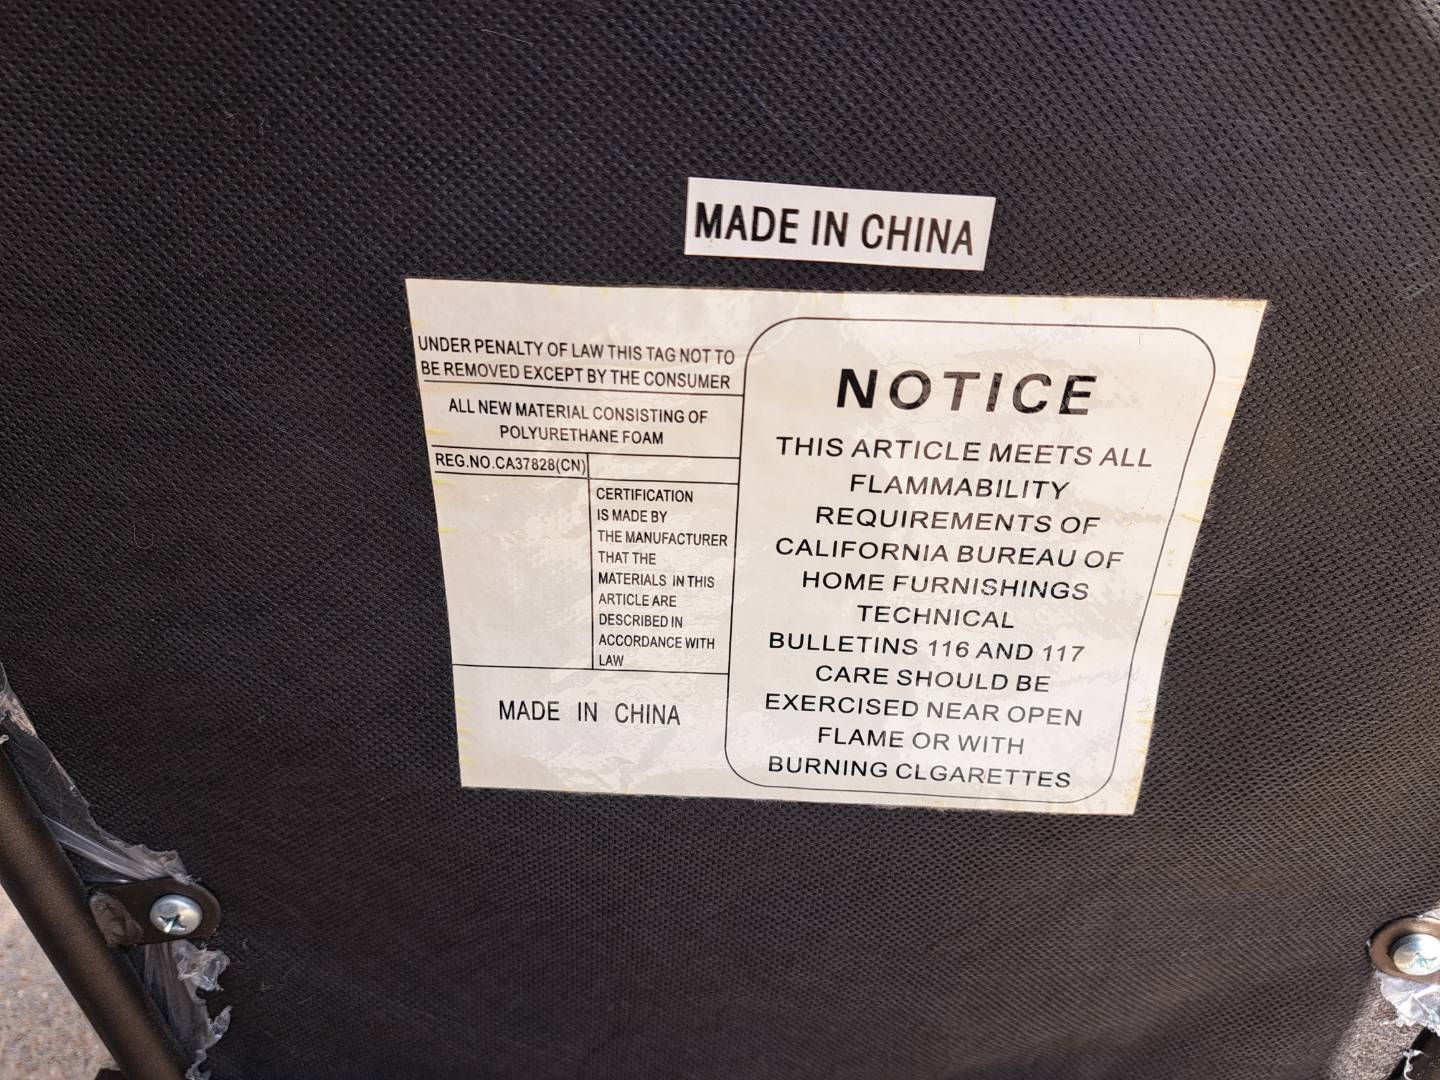 MADE IN CHINA
UNDER PENALTY OF LAW THIS TAG NOT TO
BE REMOVED EXCEPT BY THE CONSUMER
ALL NEW MATERIAL CONSISTING OF
POLYURETHANE FOAM
REG.NO.CA37828(CN)
CERTIFICATION
IS MADE BY
THE MANUFACTURER
THAT THE
MATERIALS IN THIS
ARTICLE ARE
DESCRIBED IN
ACCORDANCE WITH
LAW
MADE IN CHINA
NOTICE
THIS ARTICLE MEETS ALL
FLAMMABILITY
REQUIREMENTS OF
CALIFORNIA BUREAU OF
HOME FURNISHINGS
TECHNICAL
BULLETINS 116 AND 117
CARE SHOULD BE
EXERCISED NEAR OPEN
FLAME OR WITH
BURNING CLGARETTES